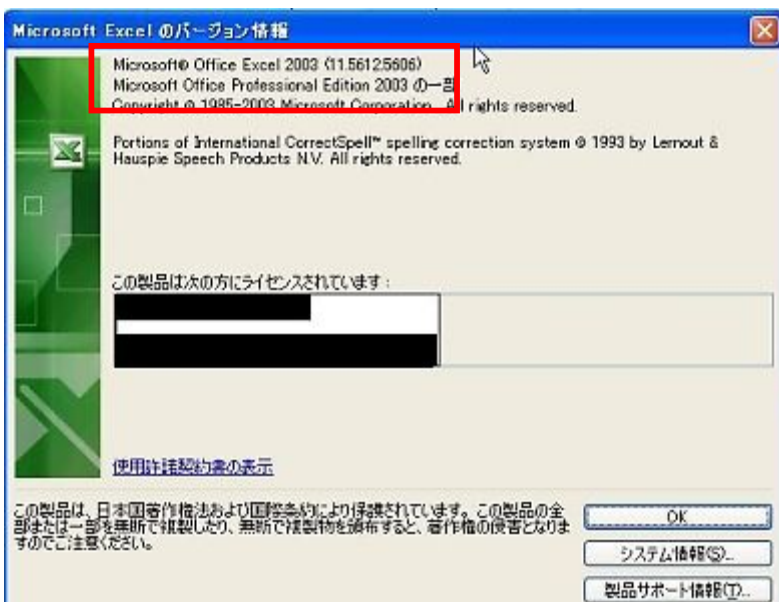 Microsoft Excel のバージョン情報
Microsoft® Office Excel 2003 (11.5612.5606)
Microsoft Office Professional Edition 2003 の一部
Copyright © 1985-2003 Microsoft Corporation. All rights reserved.
Portions of International CorrectSpell™ spelling correction system © 1993 by Lernout &
Hauspie Speech Products N.V. All rights reserved.
この製品は次の方にライセンスされています:
使用許諾契約書の表示
この製品は、日本国著作権法および国際条約により保護されています。この製品の全
部または一部を無断で複製したり、無断で複製物を頒布すると、著作権の侵害となりま
すのでご注意ください。
OK
システム情報(S)...
製品サポート情報(T)...